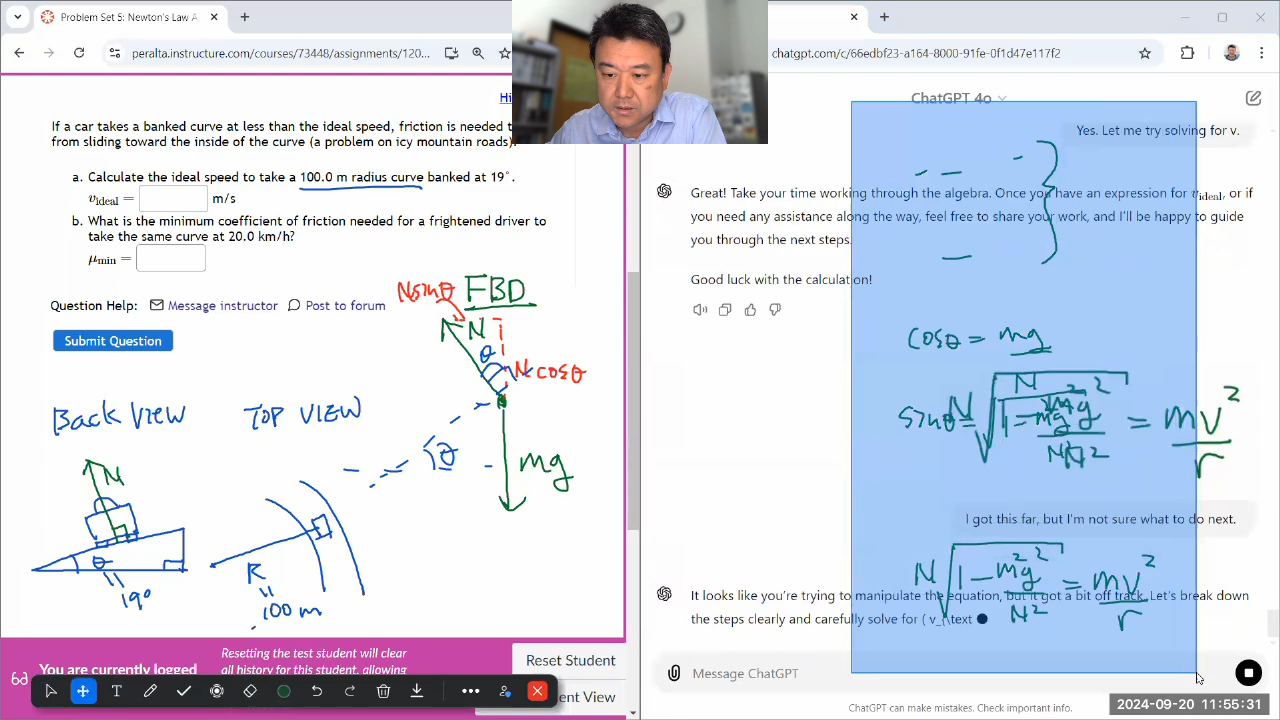 Problem Set 5: Newton's Law A
peralta.instructure.com/courses/73448/assignments/120...
chatgpt.com/c/66edbf23-a164-8000-91fe-0f1d47e117f2
Hi
If a car takes a banked curve at less than the ideal speed, friction is needed t
from sliding toward the inside of the curve (a problem on icy mountain roads).
a. Calculate the ideal speed to take a 100.0 m radius curve banked at 19°.
v ideal = m/s
b. What is the minimum coefficient of friction needed for a frightened driver to
take the same curve at 20.0 km/h?
μ min =
Question Help: Message instructor Post to forum
Submit Question
FBD
N sinθ
N
θ
N cosθ
θ
mg
Back View
TOP VIEW
N
θ
19°
R
100 m
You are currently logged
Resetting the test student will clear
all history for this student, allowing
Reset Student
ent View
ChatGPT 4o
Yes. Let me try solving for v.
Great! Take your time working through the algebra. Once you have an expression for v ideal, or if
you need any assistance along the way, feel free to share your work, and I'll be happy to guide
you through the next steps.
Good luck with the calculation!
cosθ = mg
N
sinθ =
= mv²
r
I got this far, but I'm not sure what to do next.
N √1 - m²g²/N² = mv²/r
It looks like you're trying to manipulate the equation, but it got a bit off track. Let's break down
the steps clearly and carefully solve for ( v_{\text
Message ChatGPT
ChatGPT can make mistakes. Check important info.
2024-09-20 11:55:31